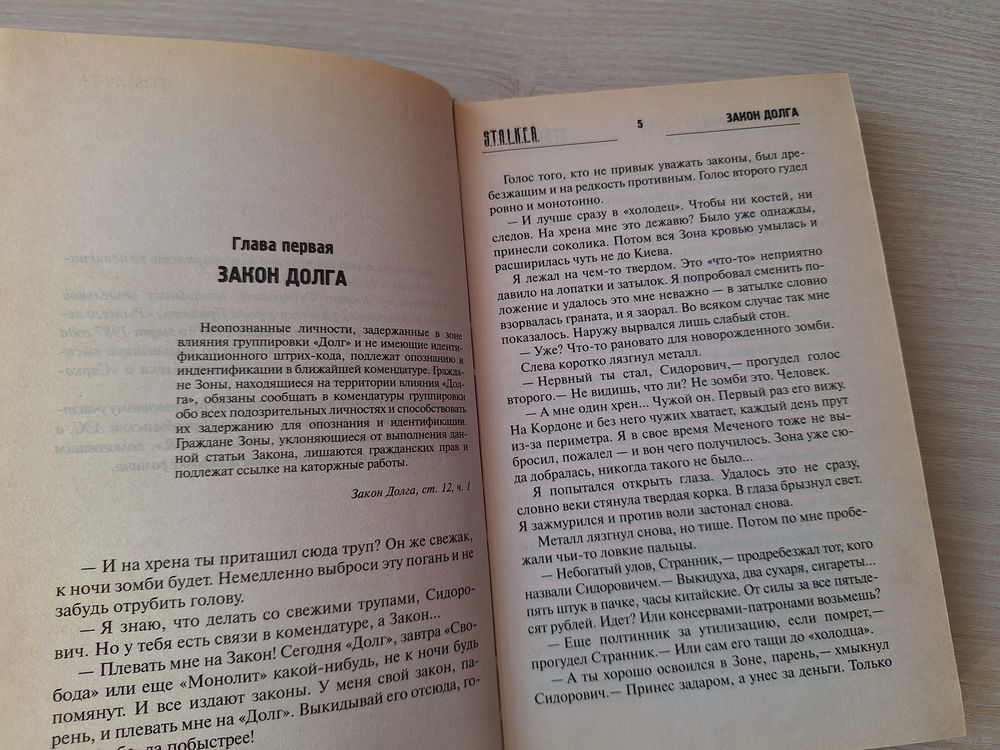 Глава первая
ЗАКОН ДОЛГА
Неопознанные личности, задержанные в зоне
влияния группировки «Долг» и не имеющие иденти-
фикационного штрих-кода, подлежат опознанию и
индентификации в ближайшей комендатуре. Гражда-
не Зоны, находящиеся на территории влияния «Дол-
га», обязаны сообщать в комендатуры группировки
обо всех подозрительных личностях и способствовать
их задержанию для опознания и идентификации.
Граждане Зоны, уклоняющиеся от выполнения дан-
ной статьи Закона, лишаются гражданских прав и
подлежат ссылке на каторжные работы.
Закон Долга, ст. 12, ч. 1
— И на хрена ты притащил сюда труп? Он же свежак,
к ночи зомби будет. Немедленно выброси эту погань и не
забудь отрубить голову.
— Я знаю, что делать со свежими трупами, Сидоро-
вич. Но у тебя есть связи в комендатуре, а Закон...
— Плевать мне на Закон! Сегодня «Долг», завтра «Сво-
бода» или еще «Монолит» какой-нибудь, не к ночи будь
помянут. И все издают законы. У меня свой закон, па-
рень, и плевать мне на «Долг». Выкидывай его отсюда, го-
да побыстрее!
S.T.A.L.K.E.R.
5
ЗАКОН ДОЛГА
Голос того, кто не привык уважать законы, был дре-
безжащим и на редкость противным. Голос второго гудел
ровно и монотонно.
— И лучше сразу в «холодец». Чтобы ни костей, ни
следов. На хрена мне это дежавю? Было уже однажды,
принесли соколика. Потом вся Зона кровью умылась и
расширилась чуть не до Киева.
Я лежал на чем-то твердом. Это «что-то» неприятно
давило на лопатки и затылок. Я попробовал сменить по-
ложение и удалось это мне неважно — в затылке словно
взорвалась граната, и я заорал. Во всяком случае так мне
показалось. Наружу вырвался лишь слабый стон.
— Уже? Что-то рановато для новорожденного зомби.
Слева коротко лязгнул металл.
— Нервный ты стал, Сидорович,— прогудел голос
второго.— Не видишь, что ли? Не зомби это. Человек.
— А мне один хрен... Чужой он. Первый раз его вижу.
На Кордоне и без него чужих хватает, каждый день прут
из-за периметра. Я в свое время Меченого тоже не вы-
бросил, пожалел — и вон чего получилось. Зона уже сю-
да добралась, никогда такого не было...
Я попытался открыть глаза. Удалось это не сразу,
словно веки стянула твердая корка. В глаза брызнул свет.
Я зажмурился и против воли застонал снова.
Металл лязгнул снова, но тише. Потом по мне пробе-
жали чьи-то ловкие пальцы.
— Небогатый улов, Странник,— продребезжал тот, кого
назвали Сидоровичем.— Выкидуха, два сухаря, сигареты...
пять штук в пачке, часы китайские. От силы за все пятьде-
сят рублей. Идет? Или консервами-патронами возьмешь?
— Еще полтинник за утилизацию, если помрет,—
прогудел Странник.— Или сам его тащи до «холодца».
— А ты хорошо освоился в Зоне, парень,— хмыкнул
Сидорович.— Принес задаром, а унес за деньги. Только